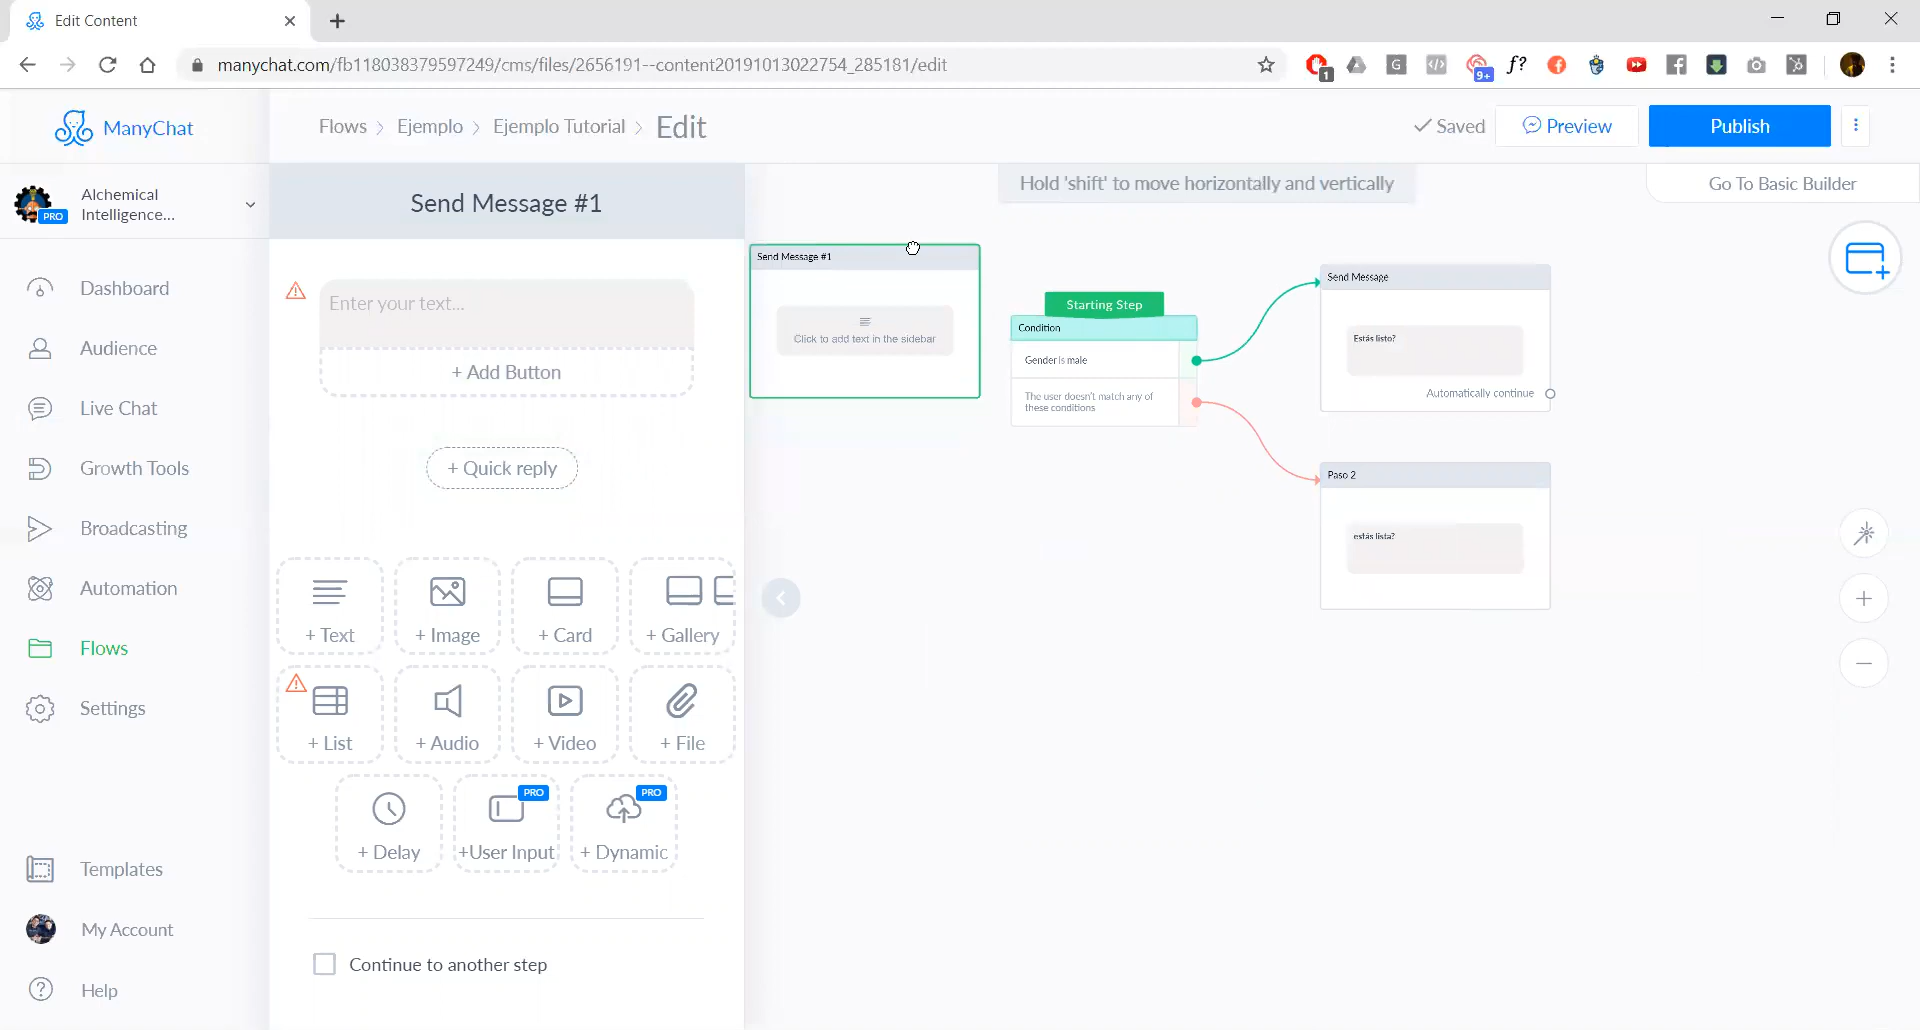 Edit Content
manychat.com/fb118038379597249/cms/files/2656191--content20191013022754_285181/edit
1
G
9+
f?
ManyChat
Flows
Ejemplo
Ejemplo Tutorial
Edit
Saved
Preview
Publish
Alchemical
Intelligence...
PRO
Send Message #1
Hold 'shift' to move horizontally and vertically
Go To Basic Builder
Dashboard
Audience
Live Chat
Growth Tools
Broadcasting
Automation
Flows
Settings
Templates
My Account
Help
Enter your text...
+ Add Button
+ Quick reply
+ Text
+ Image
+ Card
+ Gallery
+ List
+ Audio
+ Video
+ File
+ Delay
PRO
+User Input
PRO
+ Dynamic
Continue to another step
Send Message #1
Click to add text in the sidebar
Starting Step
Condition
Gender is male
The user doesn't match any of
these conditions
Send Message
Estás listo?
Automatically continue
Paso 2
estás lista?